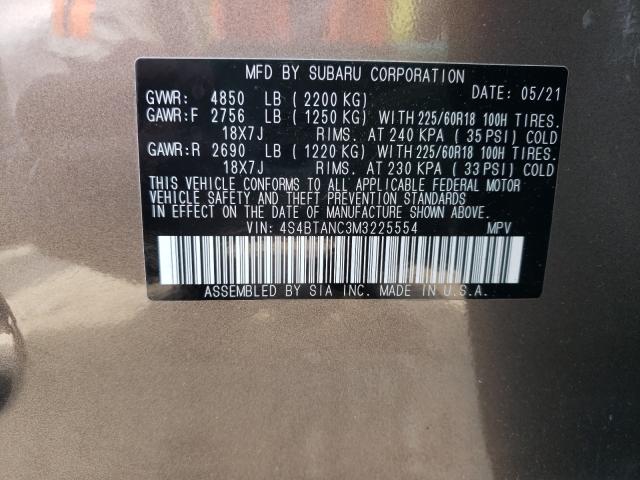 MFD BY SUBARU CORPORATION
DATE: 05/21
GVWR: 4850 LB ( 2200 KG)
GAWR:F 2756 LB ( 1250 KG) WITH 225/60R18 100H TIRES.
18X7J RIMS. AT 240 KPA ( 35 PSI) COLD
GAWR:R 2690 LB ( 1220 KG) WITH 225/60R18 100H TIRES.
18X7J RIMS. AT 230 KPA ( 33 PSI) COLD
THIS VEHICLE CONFORMS TO ALL APPLICABLE FEDERAL MOTOR
VEHICLE SAFETY AND THEFT PREVENTION STANDARDS
IN EFFECT ON THE DATE OF MANUFACTURE SHOWN ABOVE.
VIN: 4S4BTANC3M3225554 MPV
ASSEMBLED BY SIA INC. MADE IN U.S.A.